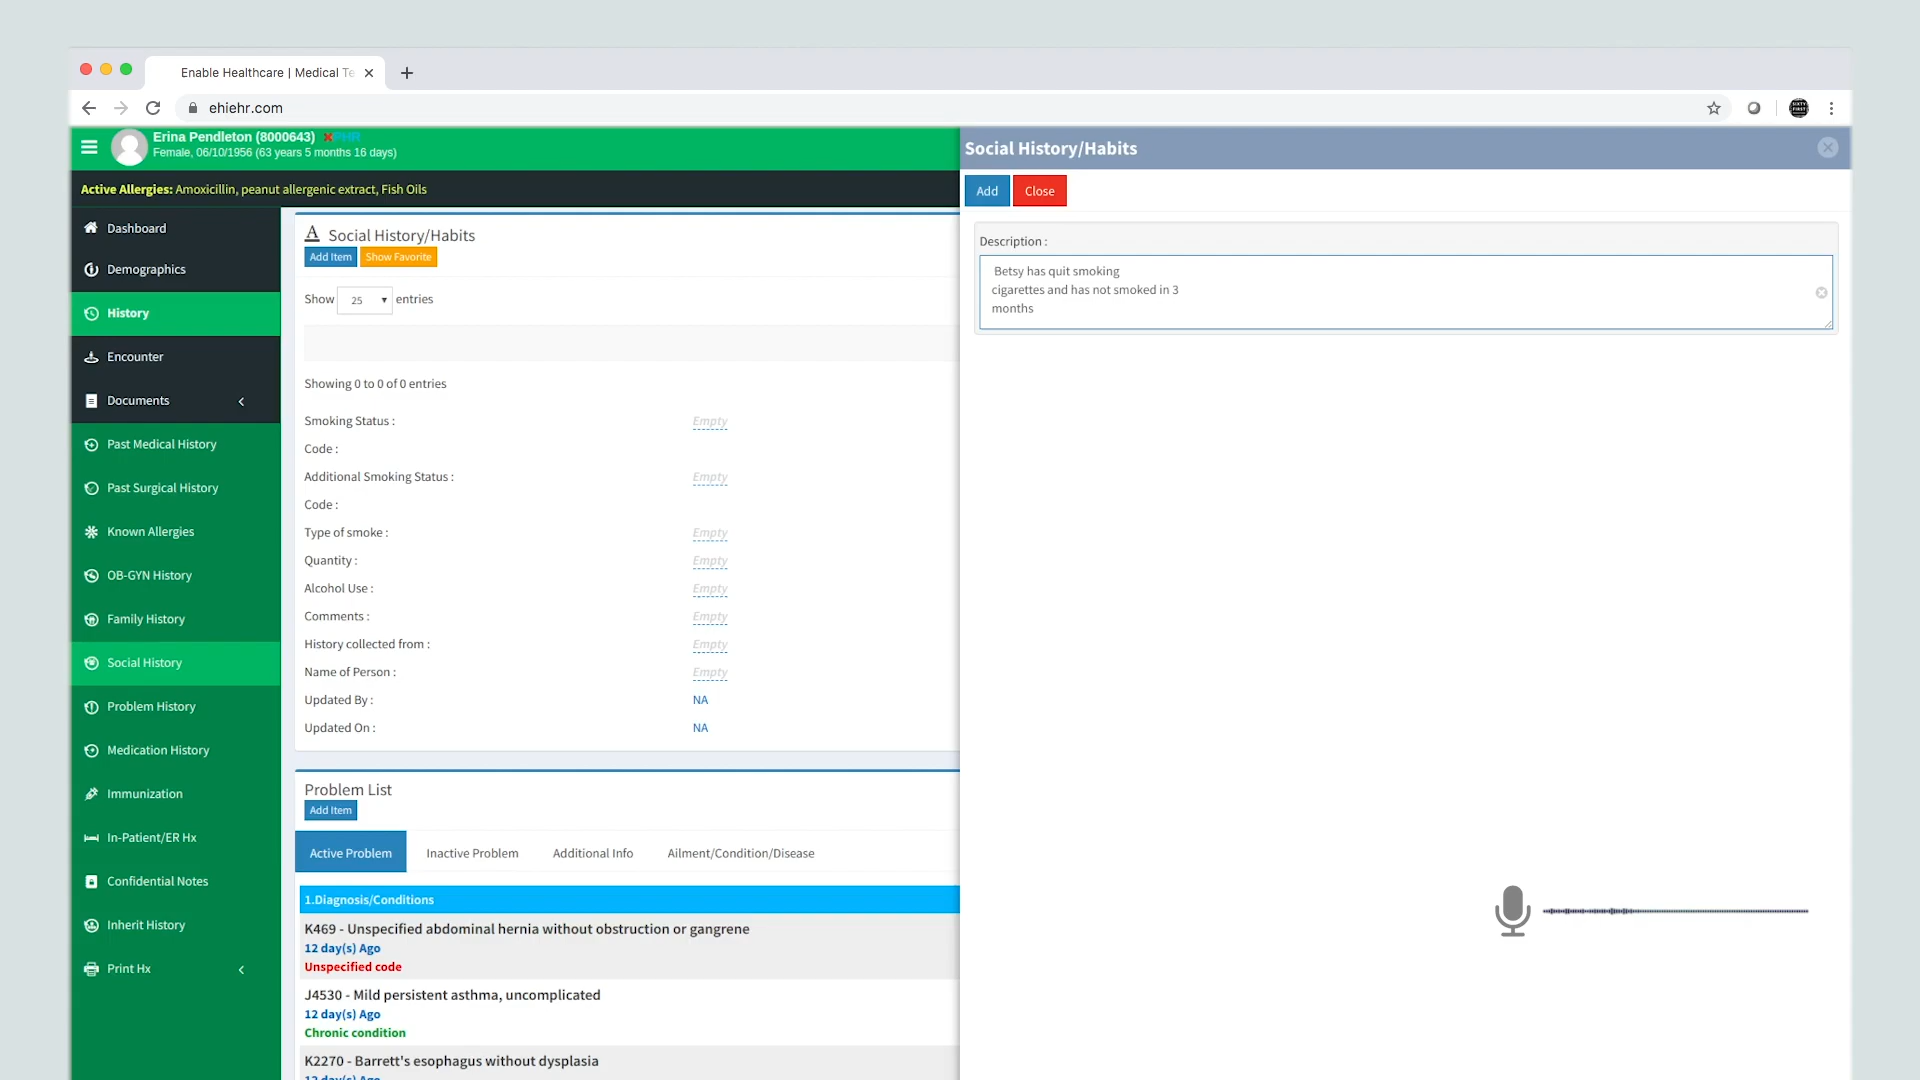 Enable Healthcare | Medical Te
ehiehr.com
Erina Pendleton (8000643) PHR
Female, 06/10/1956 (63 years 5 months 16 days)
Active Allergies: Amoxicillin, peanut allergenic extract, Fish Oils
Dashboard
Demographics
History
Encounter
Documents
Past Medical History
Past Surgical History
Known Allergies
OB-GYN History
Family History
Social History
Problem History
Medication History
Immunization
In-Patient/ER Hx
Confidential Notes
Inherit History
Print Hx
A Social History/Habits
Add Item Show Favorite
Show 25 entries
Showing 0 to 0 of 0 entries
Smoking Status : Empty
Code :
Additional Smoking Status : Empty
Code :
Type of smoke : Empty
Quantity : Empty
Alcohol Use : Empty
Comments : Empty
History collected from : Empty
Name of Person : Empty
Updated By : NA
Updated On : NA
Problem List
Add Item
Active Problem Inactive Problem Additional Info Ailment/Condition/Disease
1.Diagnosis/Conditions
K469 - Unspecified abdominal hernia without obstruction or gangrene
12 day(s) Ago
Unspecified code
J4530 - Mild persistent asthma, uncomplicated
12 day(s) Ago
Chronic condition
K2270 - Barrett's esophagus without dysplasia
12 day(s) Ago
Social History/Habits
Add Close
Description :
Betsy has quit smoking
cigarettes and has not smoked in 3
months